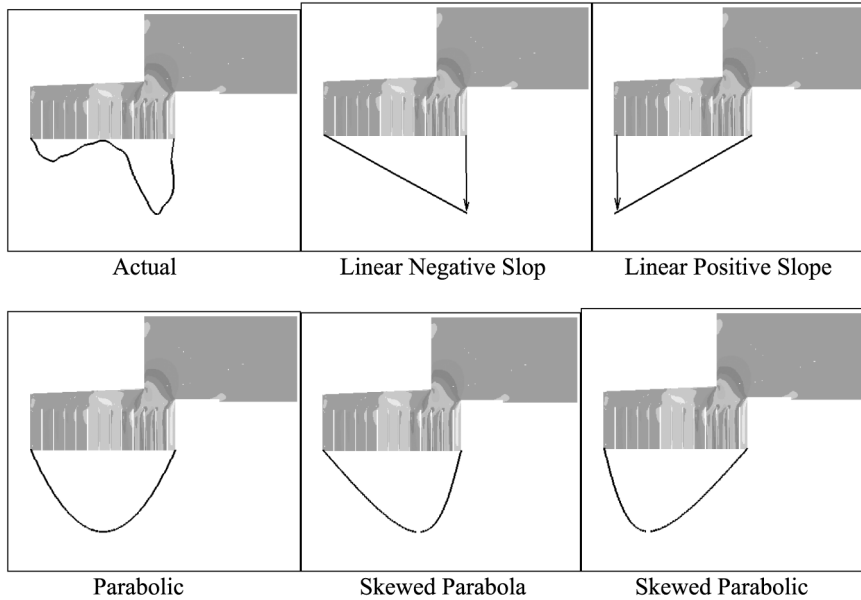 Actual
Linear Negative Slop
Linear Positive Slope
Parabolic
Skewed Parabola
Skewed Parabolic